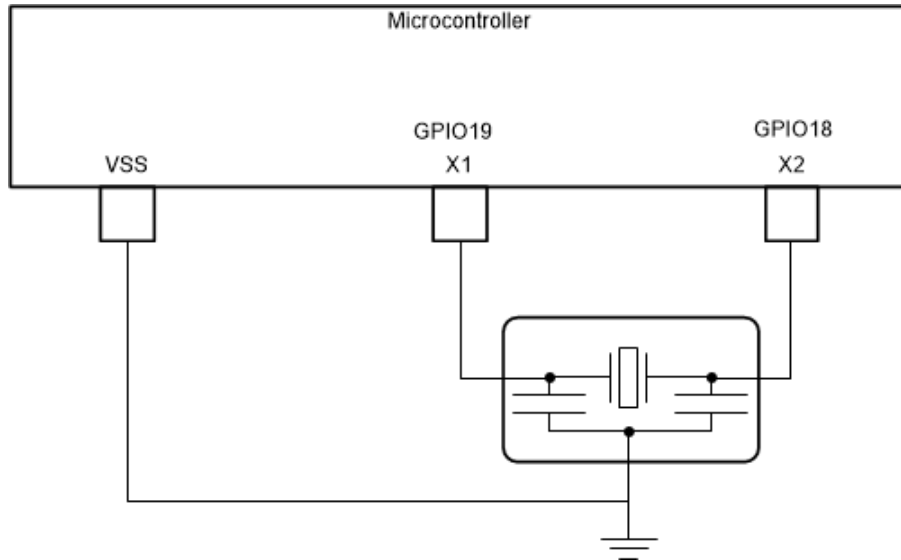 Microcontroller
GPIO19
GPIO18
VSS
X1
X2